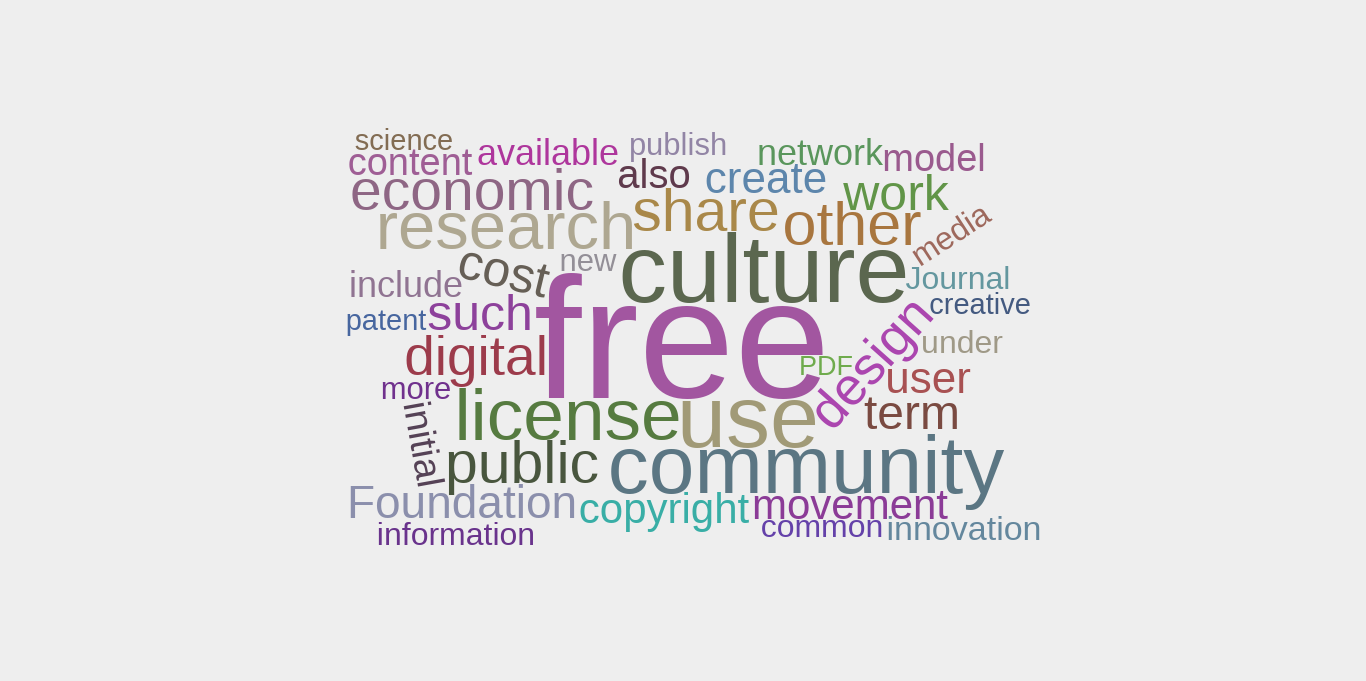 science
content
available
publish
network
model
economic
also
create
work
research
share
other
media
cost
new
culture
Journal
include
creative
patent
such
free
design
under
digital
PDF
user
more
license
use
term
initial
public
community
Foundation
copyright
movement
information
common
innovation